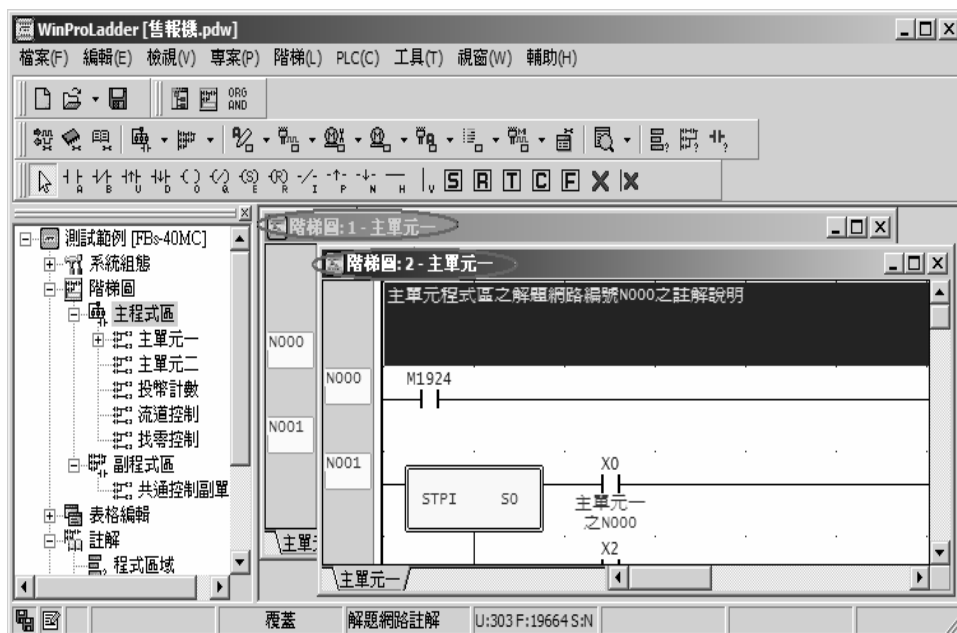 WinProLadder [售報機.pdw]
檔案(F) 編輯(E) 檢視(V) 專案(P) 階梯(L) PLC(C) 工具(T) 視窗(W) 輔助(H)
ORG
AND
A B U D E R I P N H V S R T C F
測試範例 [FBs-40MC]
系統組態
階梯圖
主程式區
主單元一
主單元二
投幣計數
流道控制
找零控制
副程式區
共通控制副單
表格編輯
註解
程式區域
階梯圖:1 - 主單元一
N000
N001
主單
階梯圖:2 - 主單元一
主單元程式區之解題網路編號N000之註解說明
N000
M1924
N001
X0
STPI S0
主單元一
之N000
X2
主單元一
覆蓋 解題網路註解 U:303 F:19664 S:N